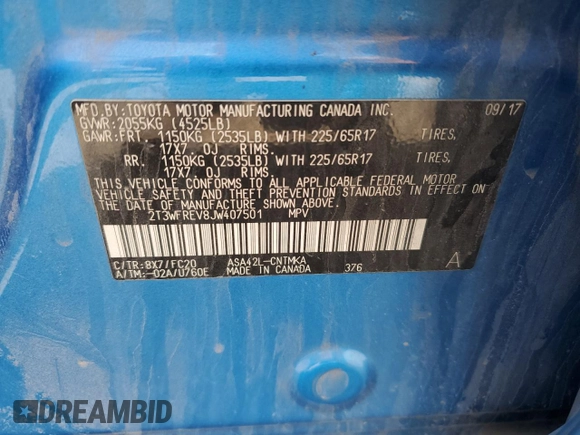 MFD.BY:TOYOTA MOTOR MANUFACTURING CANADA INC. 09/17
GVWR:2055KG (4525LB)
GAWR:FRT. 1150KG (2535LB) WITH 225/65R17 TIRES,
17X7.0J RIMS.
RR. 1150KG (2535LB) WITH 225/65R17 TIRES,
17X7.0J RIMS.
THIS VEHICLE CONFORMS TO ALL APPLICABLE FEDERAL MOTOR
VEHICLE SAFETY AND THEFT PREVENTION STANDARDS IN EFFECT
ON THE DATE OF MANUFACTURE SHOWN ABOVE.
2T3WFREV8JW407501 MPV
C/TR:8X7/FC20 ASA42L-CNTMKA
A/TM:-02A/U760E MADE IN CANADA 376 A
DREAMBID